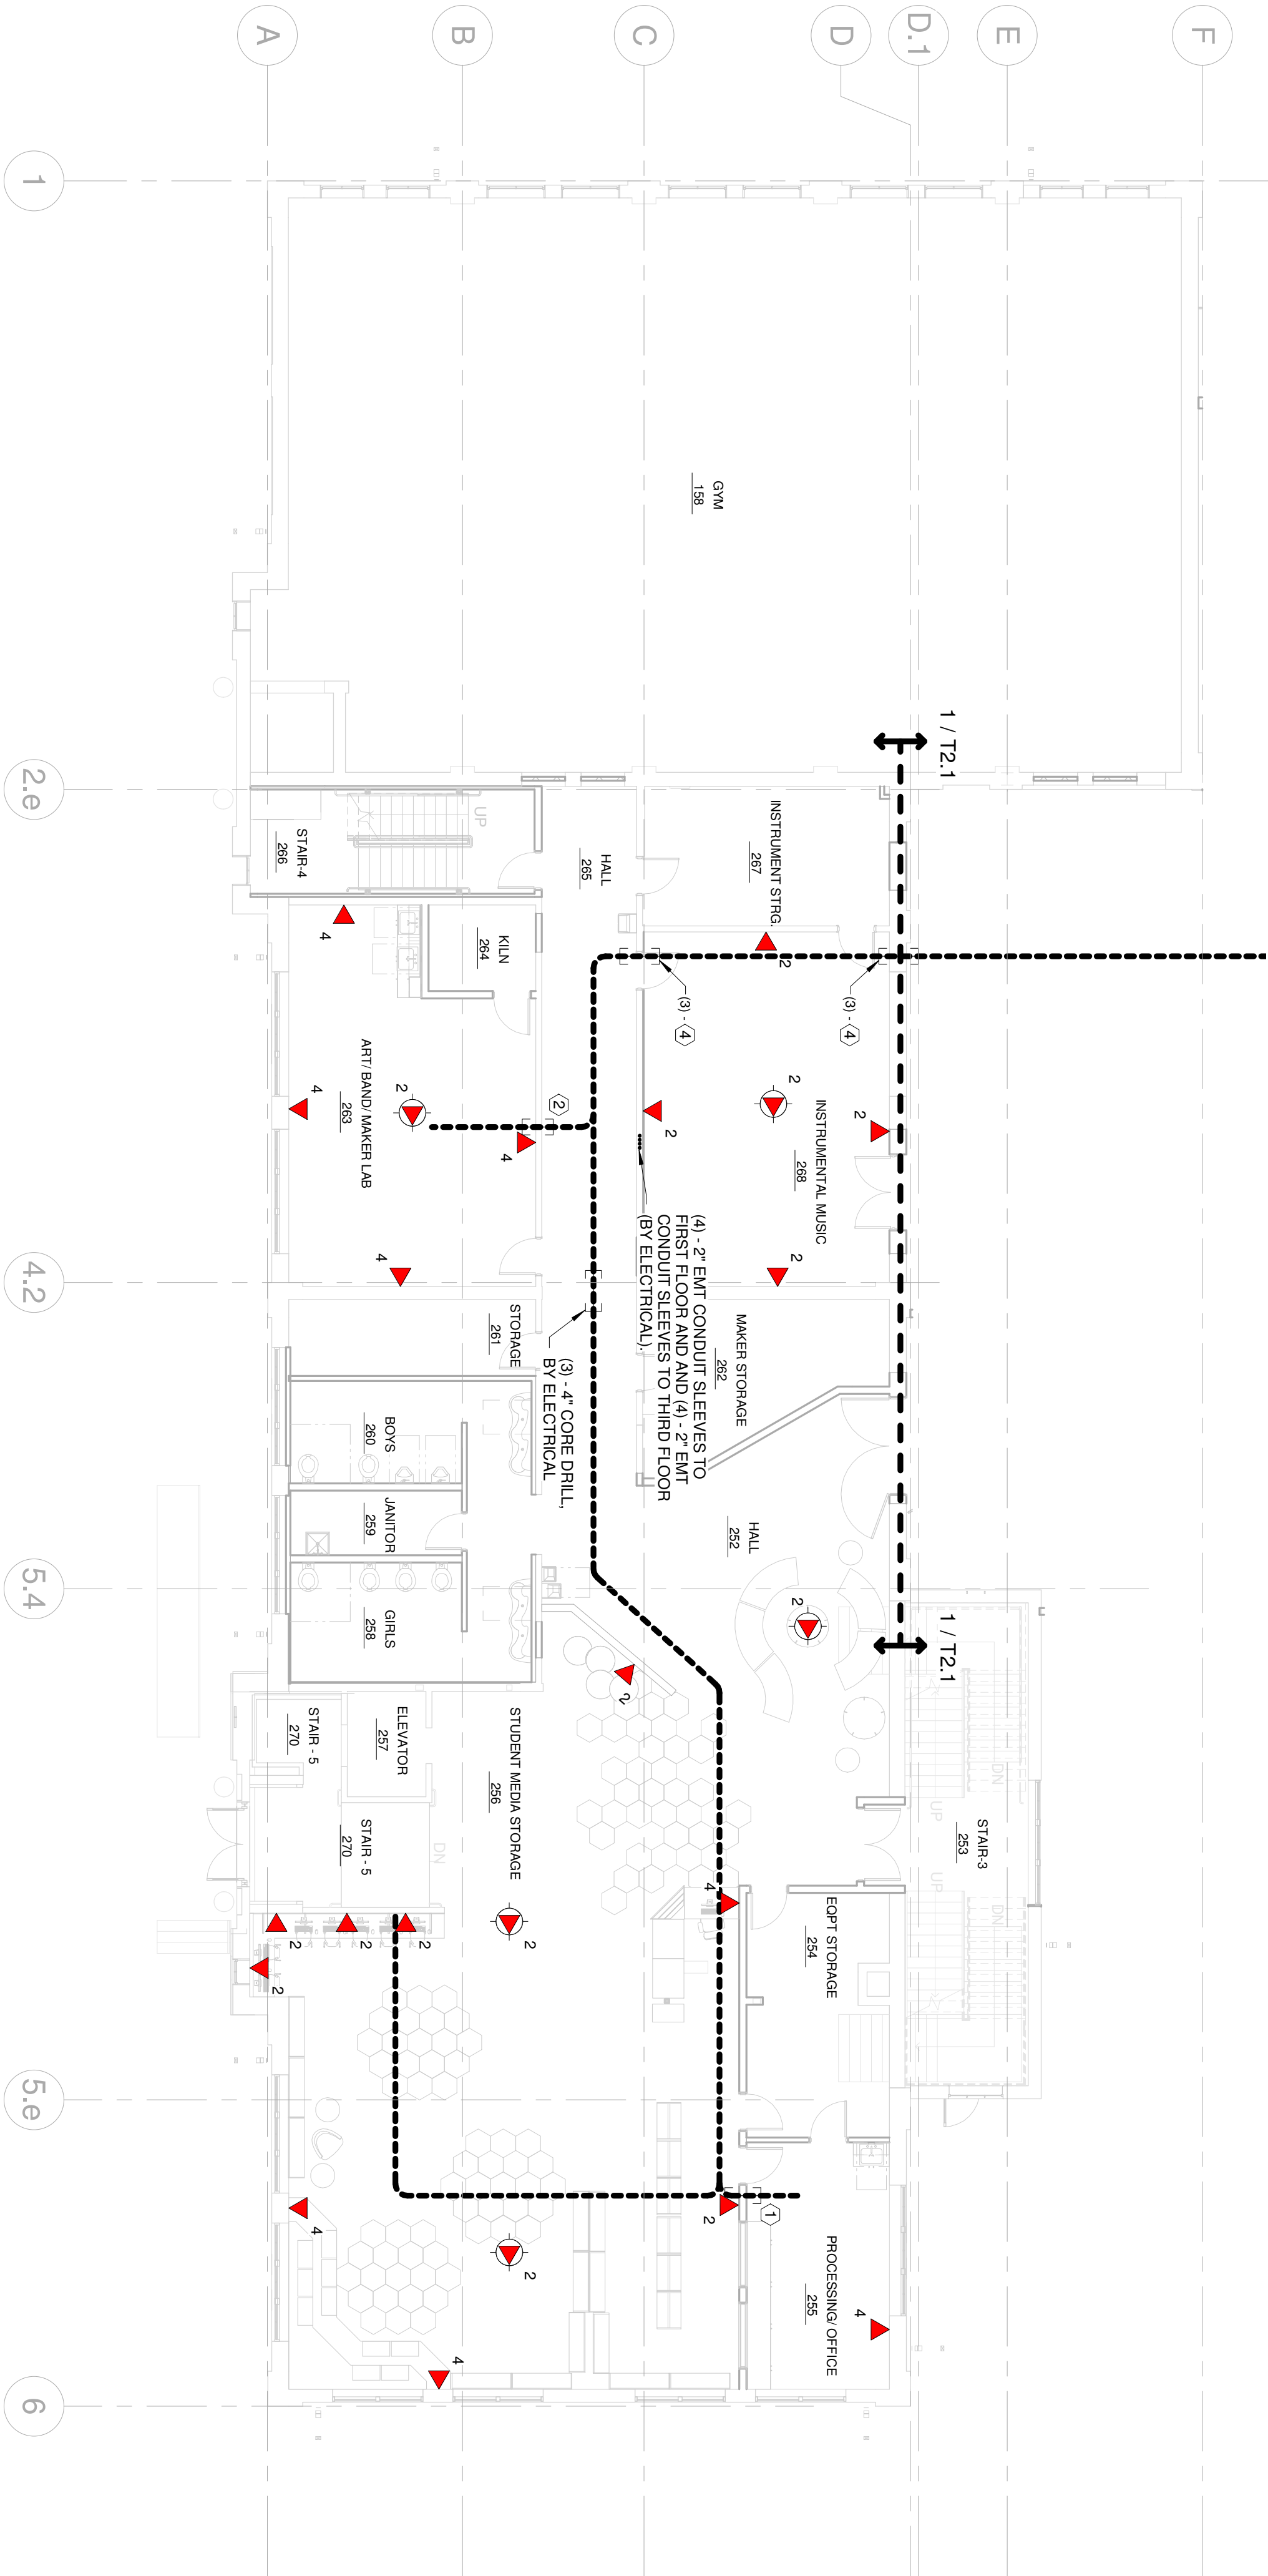 A
B
C
D
D.1
E
F
1
2.e
4.2
5.4
5.e
6
GYM
158
1 / T2.1
1 / T2.1
INSTRUMENT STRG.
267
HALL
265
STAIR-4
266
UP
KILN
264
4
2
(3) - 4
(3) - 4
ART/ BAND/ MAKER LAB
263
2
4
4
2
INSTRUMENTAL MUSIC
268
2
2
2
2
(4) - 2" EMT CONDUIT SLEEVES TO
FIRST FLOOR AND AND (4) - 2" EMT
CONDUIT SLEEVES TO THIRD FLOOR
(BY ELECTRICAL).
4
MAKER STORAGE
262
STORAGE
261
(3) - 4" CORE DRILL,
BY ELECTRICAL
BOYS
260
JANITOR
259
GIRLS
258
HALL
252
2
2
ELEVATOR
257
STAIR - 5
270
STAIR - 5
270
DN
STUDENT MEDIA STORAGE
256
STAIR-3
253
DN
UP
UP
DN
EQPT STORAGE
254
4
2
2
2
2
2
PROCESSING/ OFFICE
255
1
2
4
4
2
4